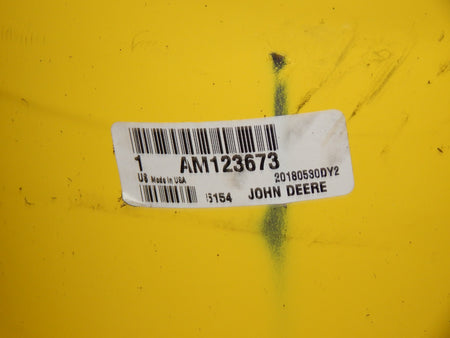 1 AM123673
US Made in USA 20180530DY2
5154 JOHN DEERE